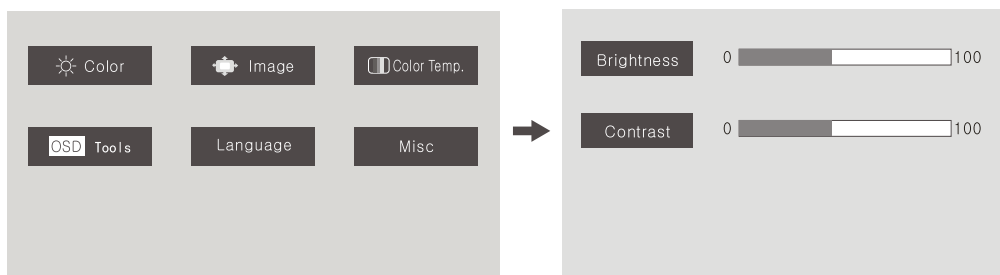 Color
Image
Color Temp.
OSD Tools
Language
Misc
Brightness 0 100
Contrast 0 100